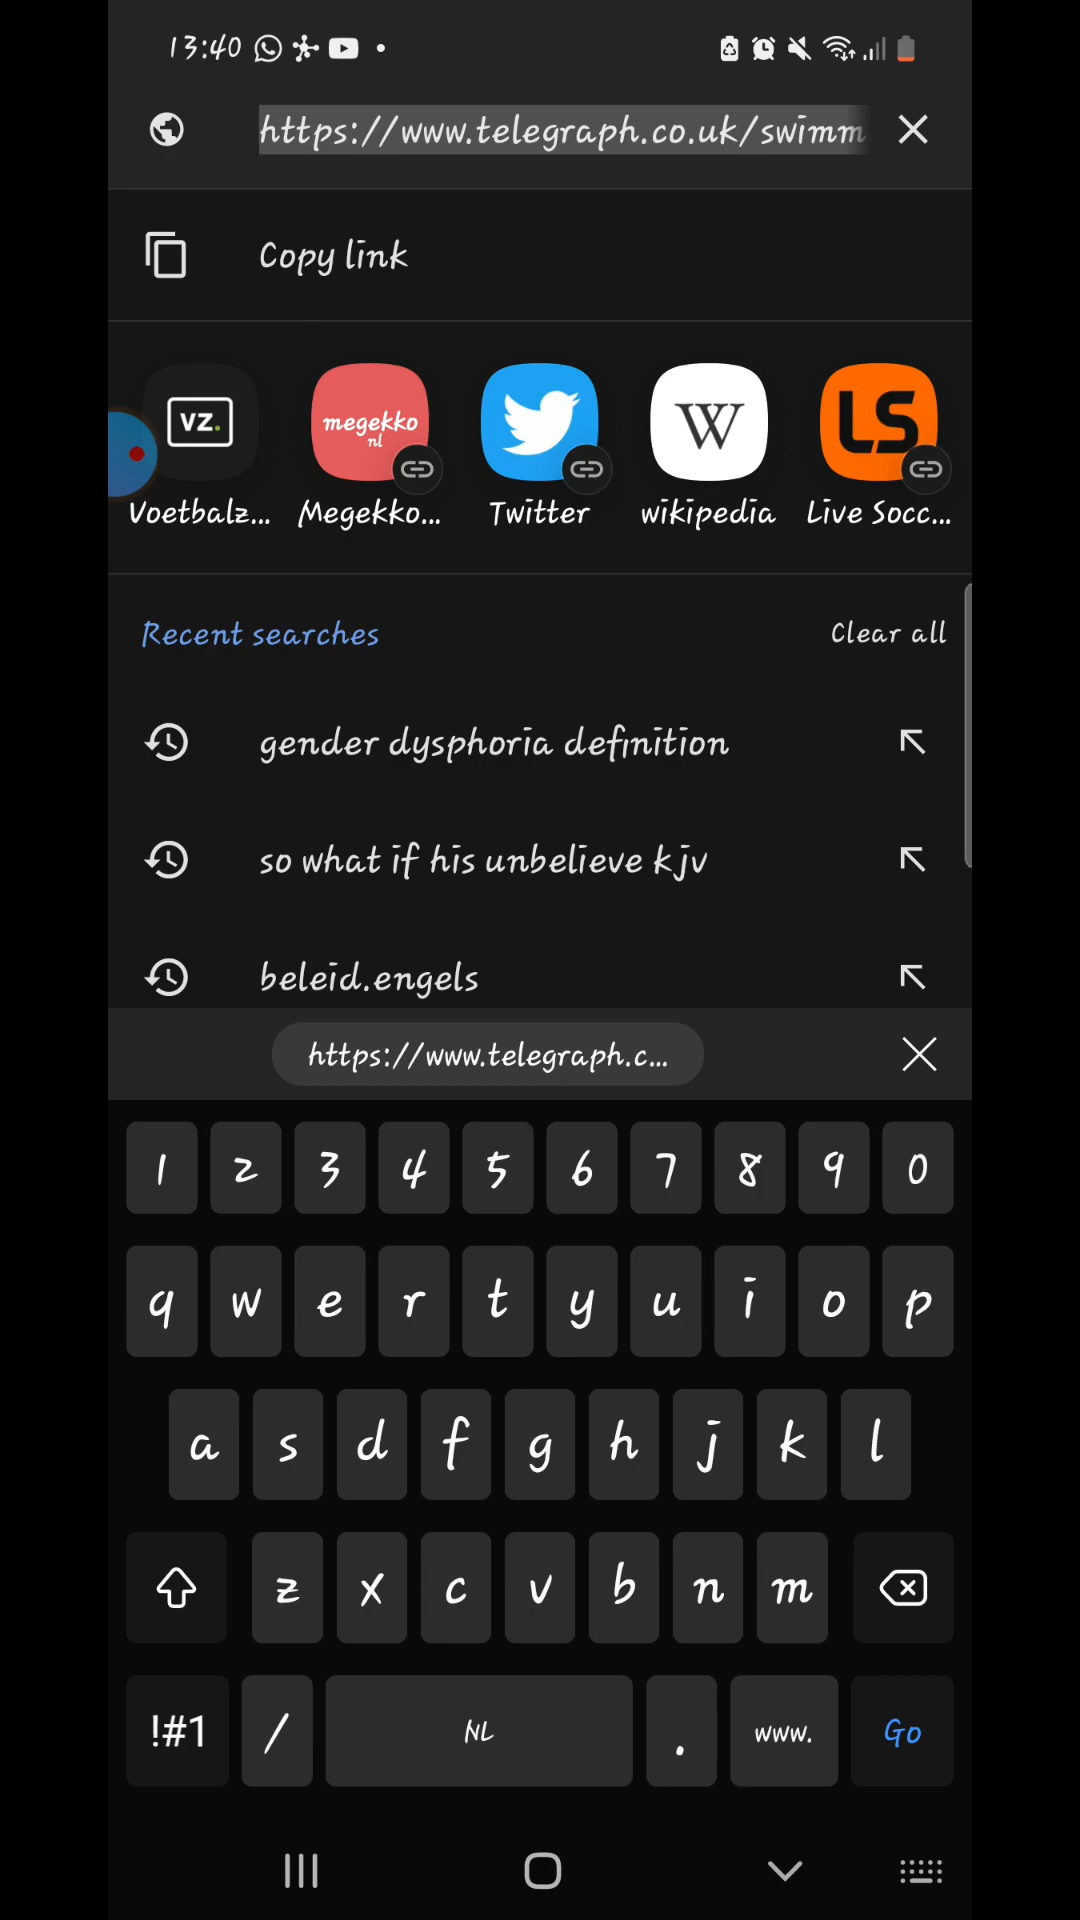 13:40
https://www.telegraph.co.uk/swimm
Copy link
VZ.
megekko
nl
W
LS
Voetbalz...
Megekko...
Twitter
wikipedia
Live Socc...
Recent searches
Clear all
gender dysphoria definition
so what if his unbelieve kjv
beleid.engels
https://www.telegraph.c...
1 2 3 4 5 6 7 8 9 0
q w e r t y u i o p
a s d f g h j k l
z x c v b n m
!#1 / NL . www. Go